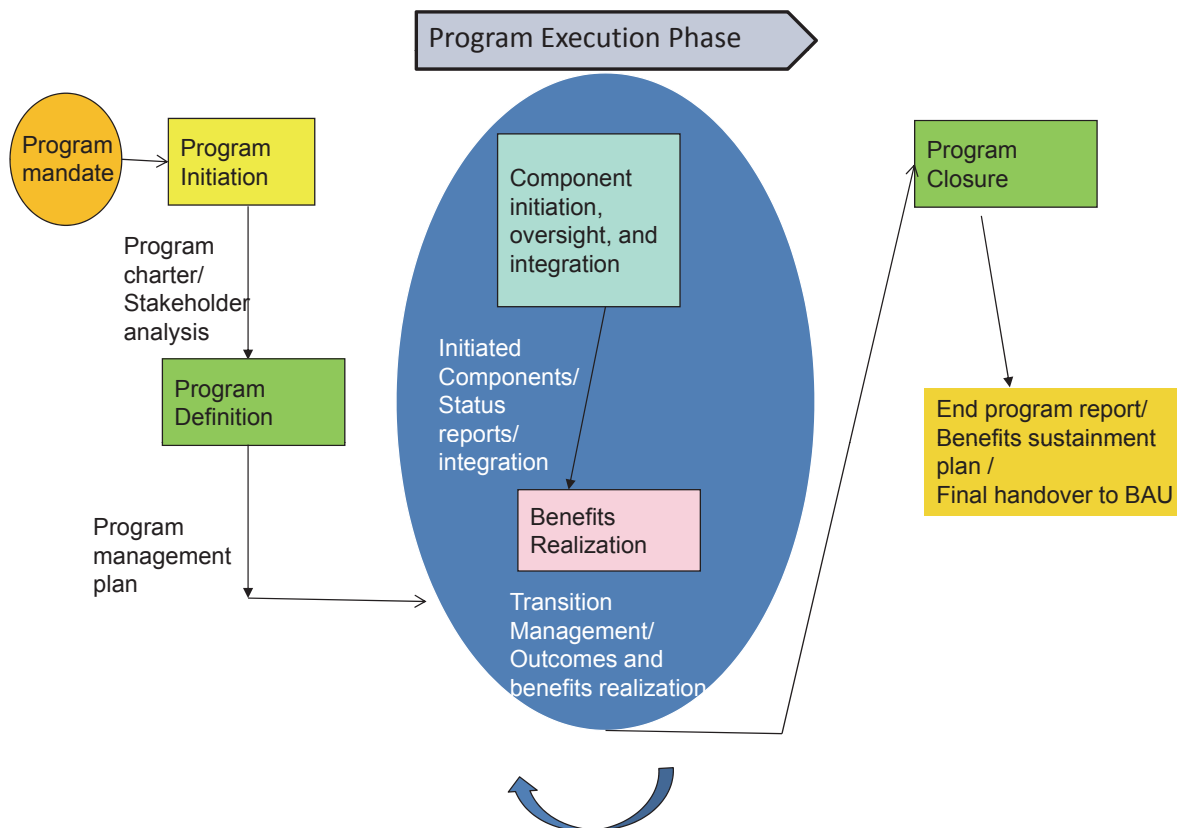 Program Execution Phase
Program
mandate
Program
Initiation
Program
charter/
Stakeholder
analysis
Program
Definition
Program
management
plan
Component
initiation,
oversight, and
integration
Initiated
Components/
Status
reports/
integration
Benefits
Realization
Transition
Management/
Outcomes and
benefits realization
Program
Closure
End program report/
Benefits sustainment
plan /
Final handover to BAU